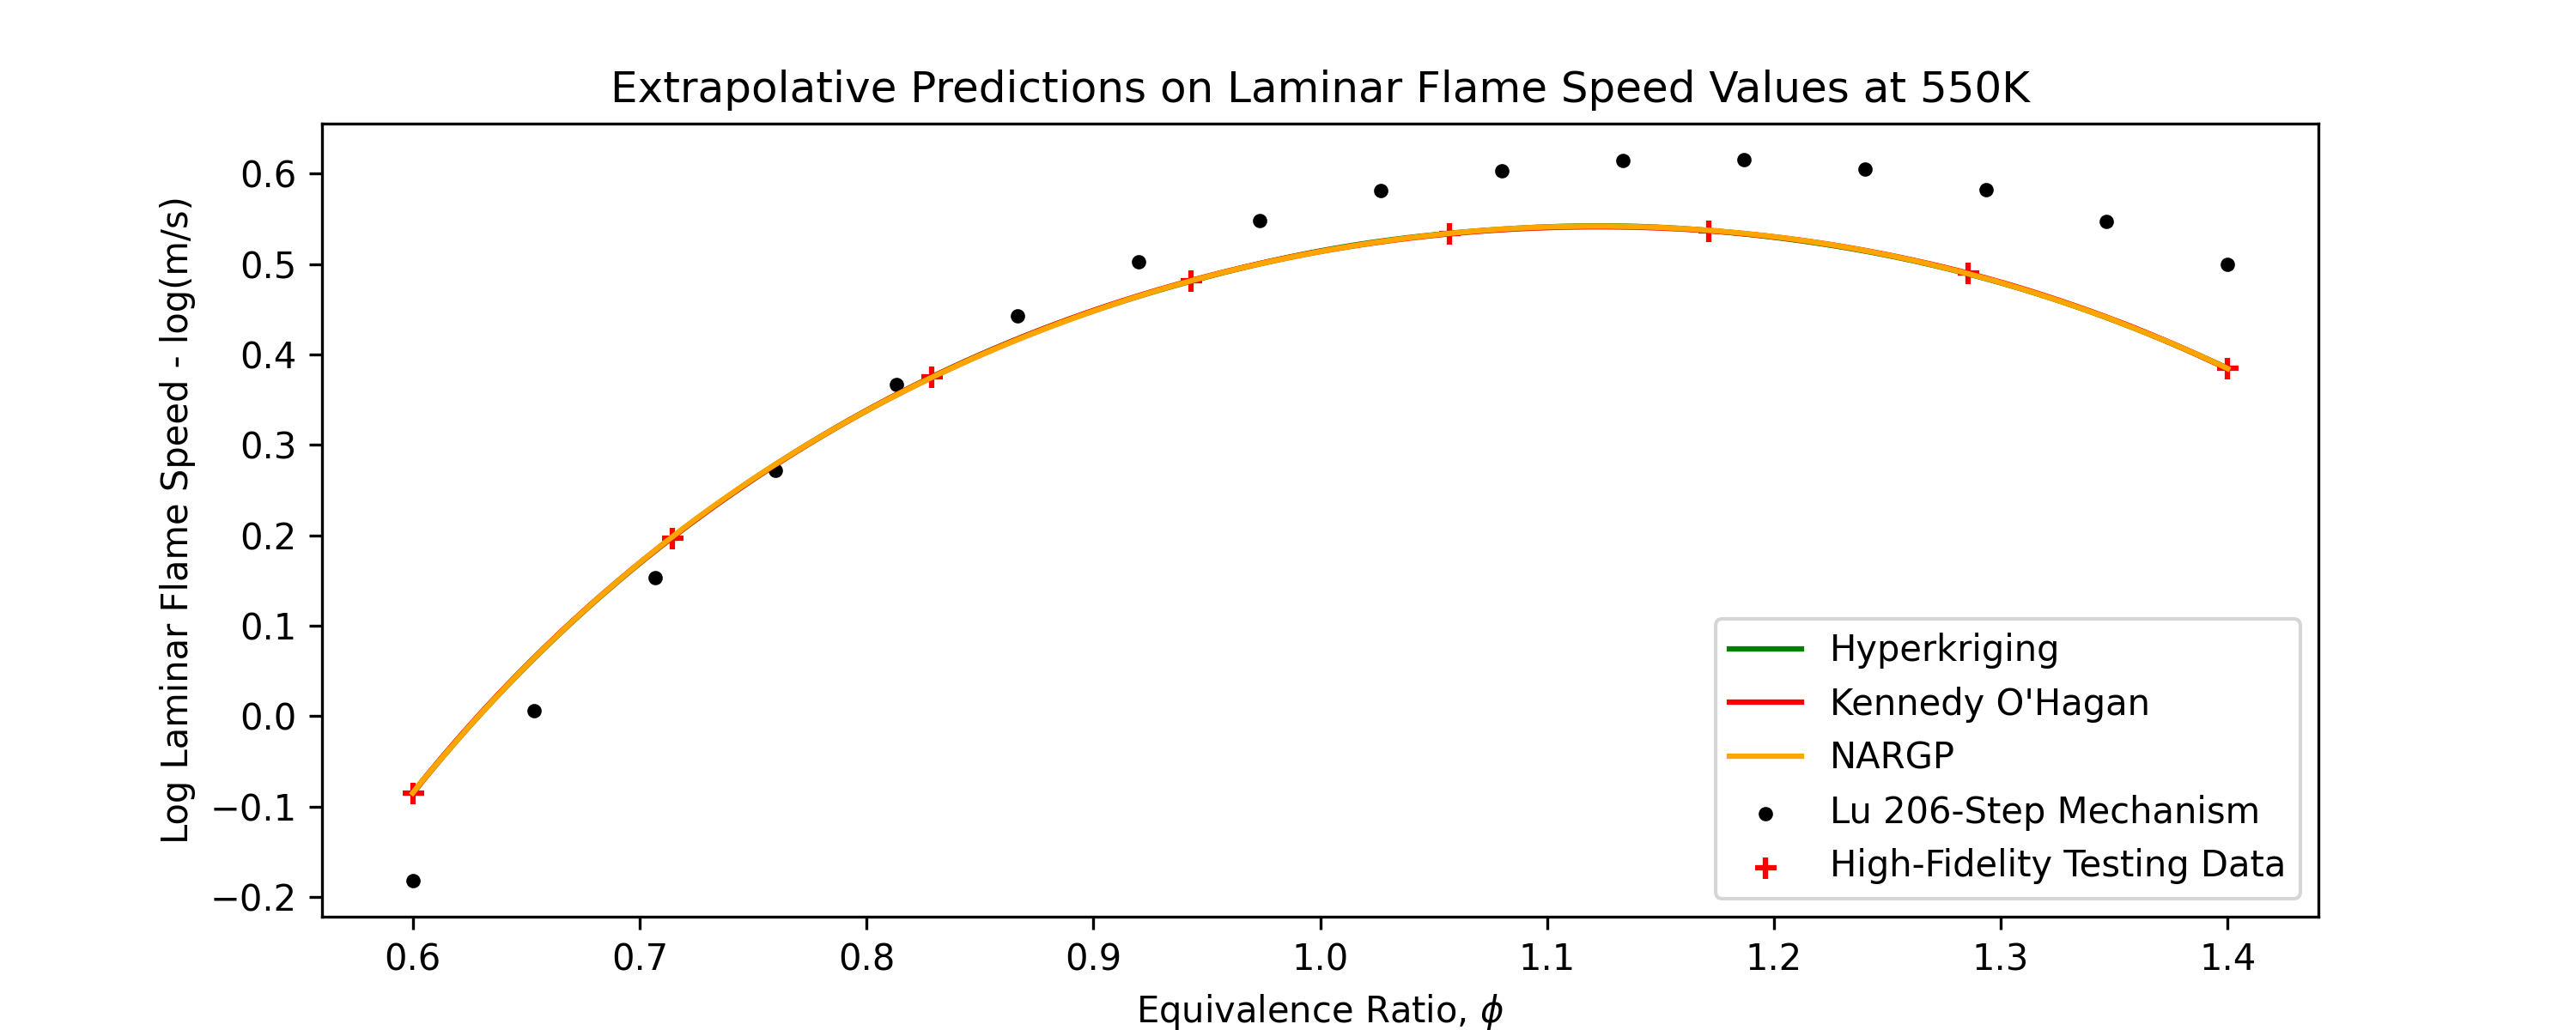 Extrapolative Predictions on Laminar Flame Speed Values at 550K
Log Laminar Flame Speed - log(m/s)
0.6
0.5
0.4
0.3
0.2
0.1
0.0
−0.1
−0.2
Hyperkriging
Kennedy O'Hagan
NARGP
Lu 206-Step Mechanism
High-Fidelity Testing Data
0.6 0.7 0.8 0.9 1.0 1.1 1.2 1.3 1.4
Equivalence Ratio, ϕ